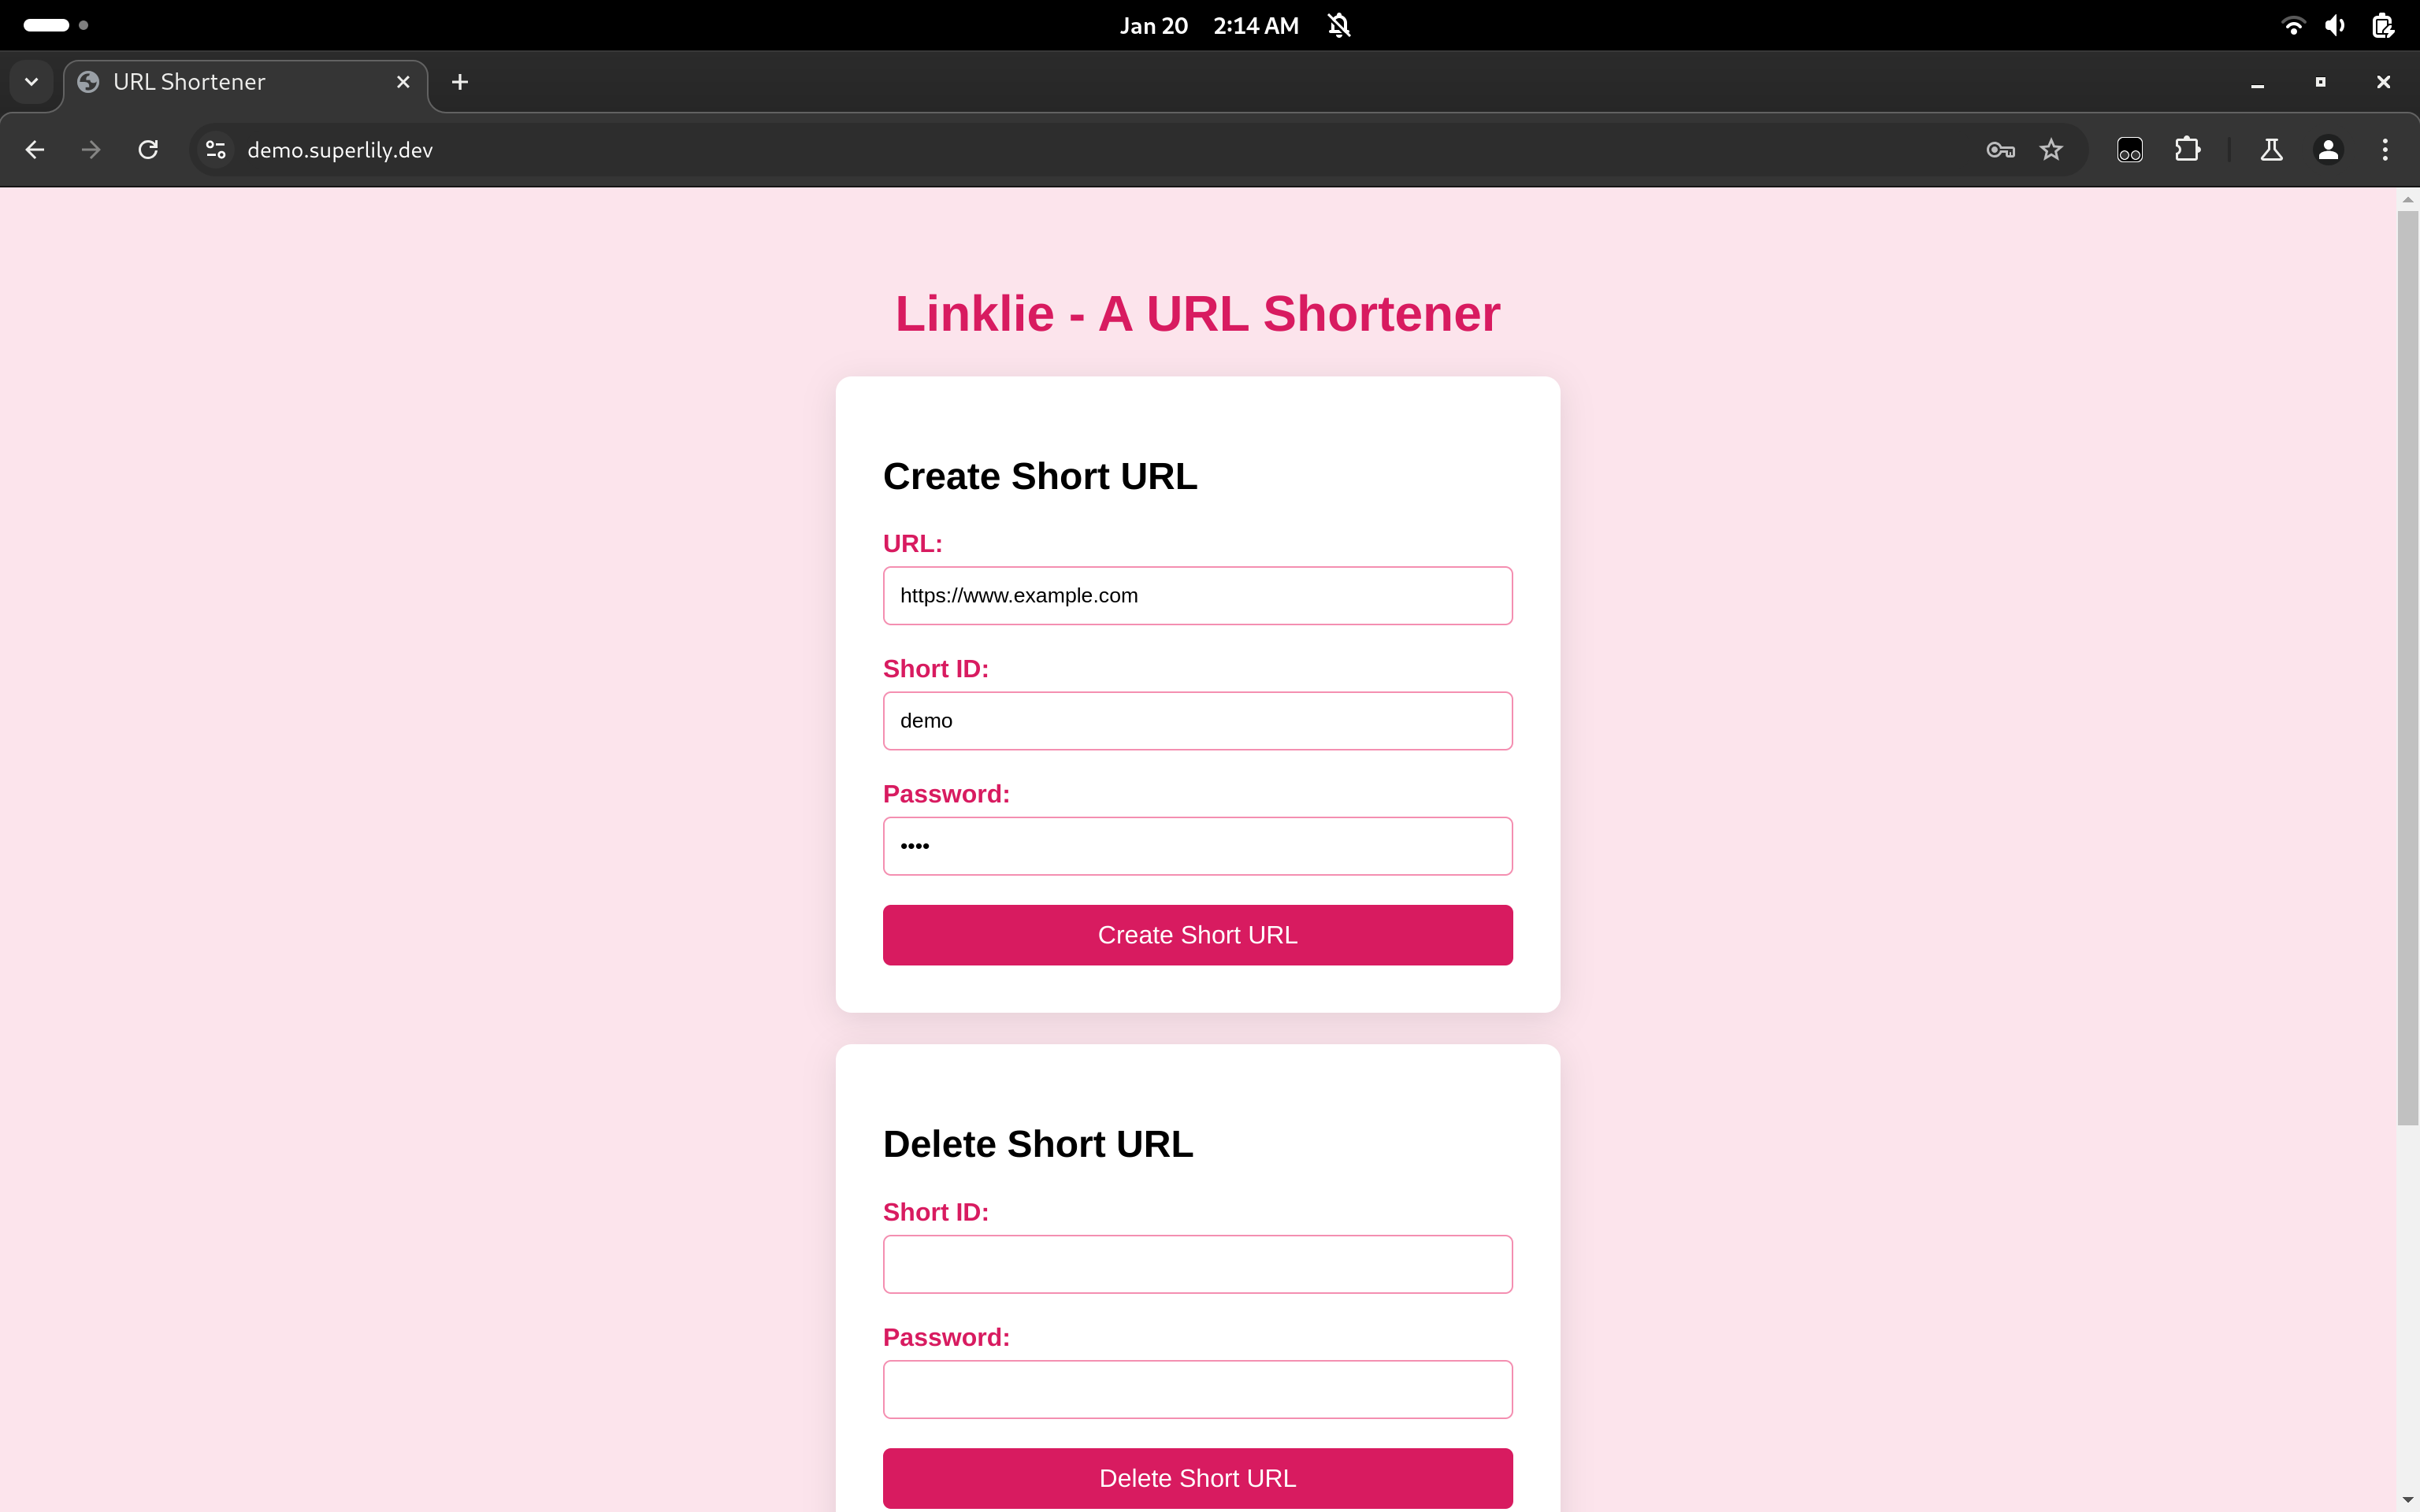 Jan 20 2:14 AM
URL Shortener
demo.superlily.dev
Linklie - A URL Shortener
Create Short URL
URL:
https://www.example.com
Short ID:
demo
Password:
••••
Create Short URL
Delete Short URL
Short ID:
Password:
Delete Short URL